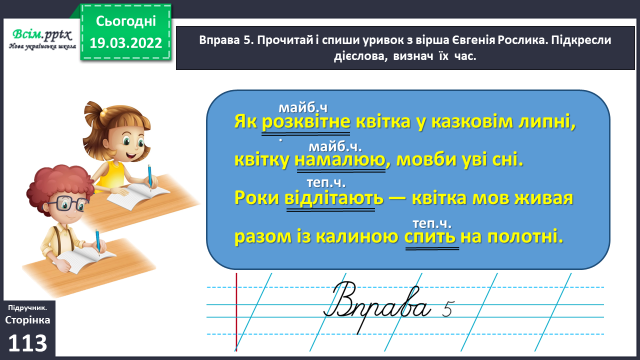 Всім.pptx
Нова українська школа
Сьогодні
19.03.2022
Вправа 5. Прочитай і спиши уривок з вірша Євгенія Рослика. Підкресли
дієслова, визнач їх час.
майб.ч
.
Як розквітне квітка у казковім липні,
майб.ч.
квітку намалюю, мовби уві сні.
теп.ч.
Роки відлітають — квітка мов живая
теп.ч.
разом із калиною спить на полотні.
Вправа 5
Підручник.
Сторінка
113